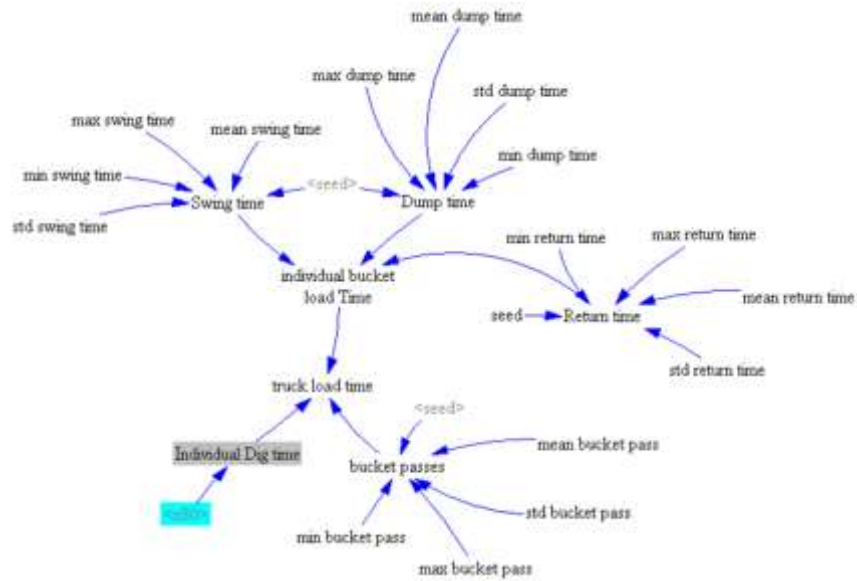 mean dump time
max dump time
std dump time
max swing time
mean swing time
min dump time
min swing time
<seed>
Swing time
Dump time
std swing time
min return time
max return time
individual bucket
load Time
mean return time
seed
Return time
std return time
truck load time
<seed>
mean bucket pass
Individual Dig time
bucket passes
std bucket pass
min bucket pass
max bucket pass